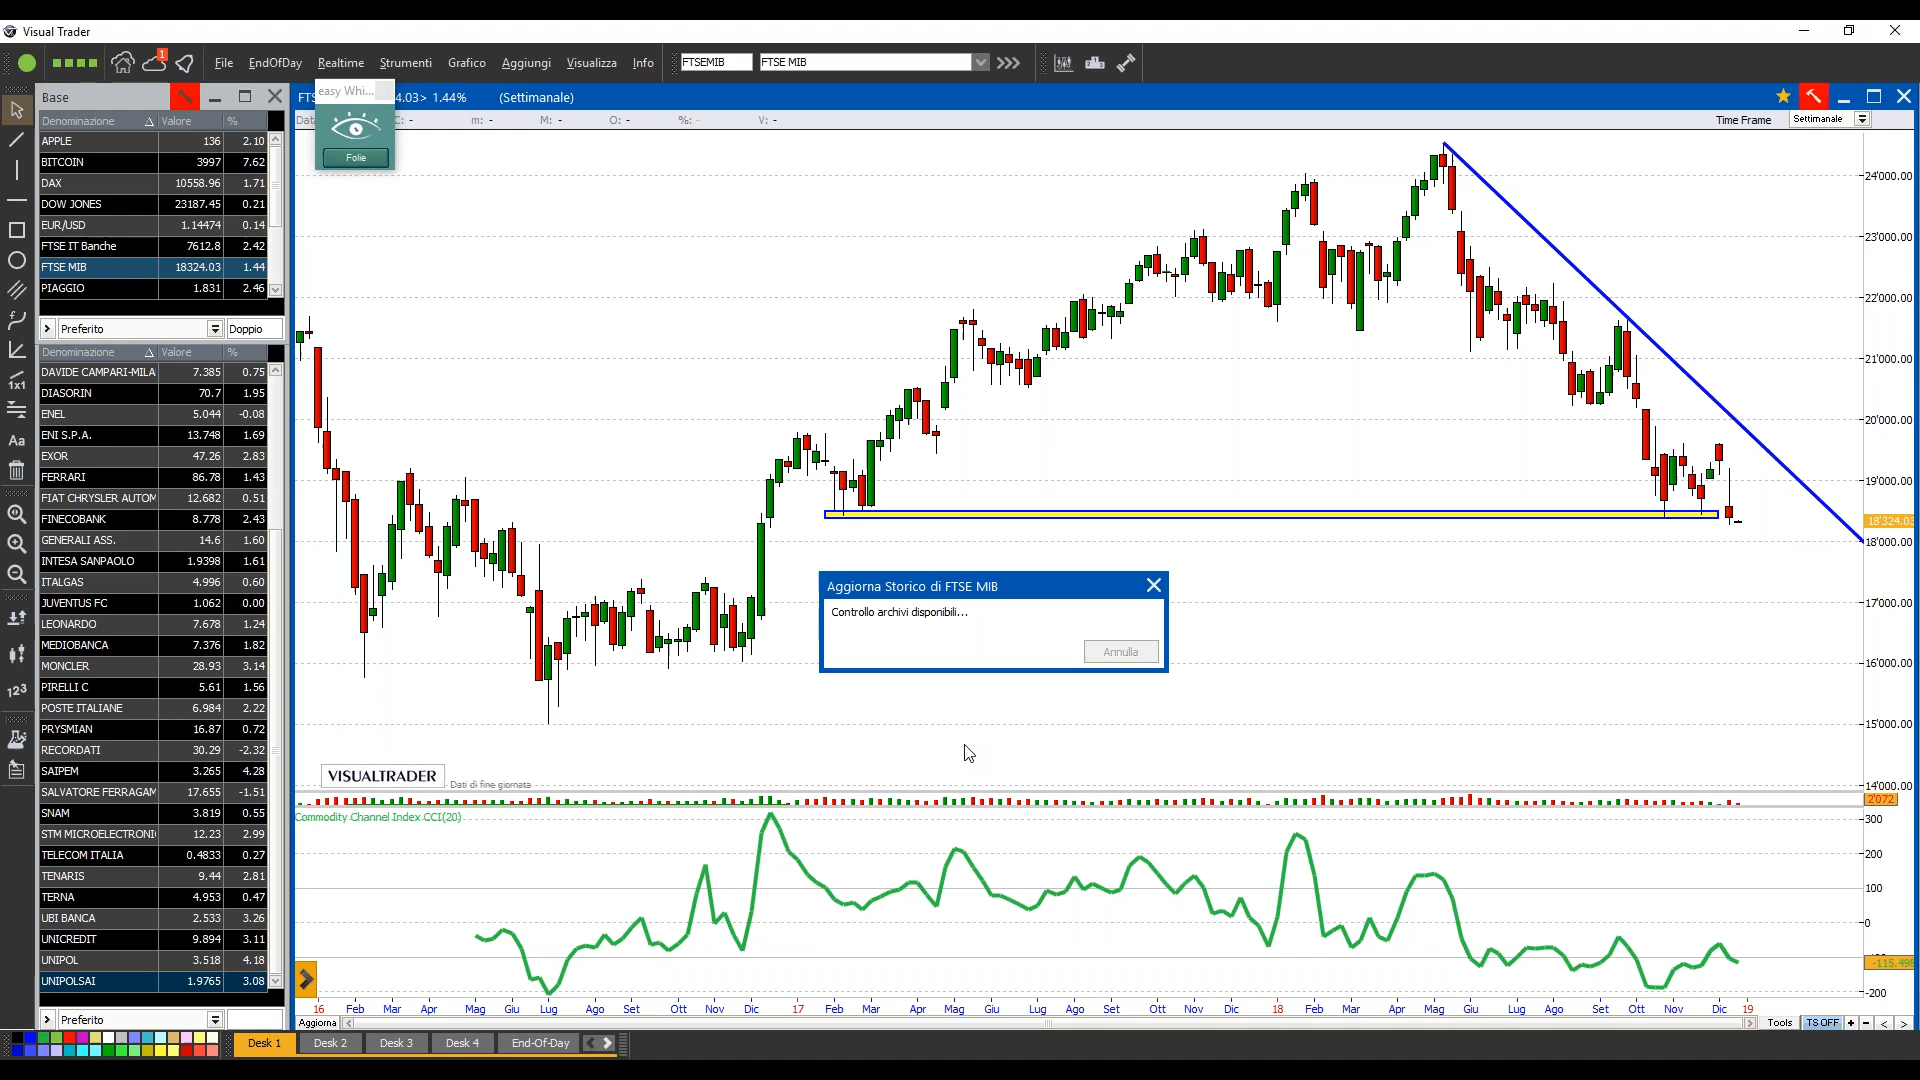 Visual Trader
1
File EndOfDay Realtime Strumenti Grafico Aggiungi Visualizza Info
FTSEMIB FTSE MIB
Base
Denominazione Valore %
APPLE 136 2.10
BITCOIN 3997 7.62
DAX 10558.96 1.71
DOW JONES 23187.45 0.21
EUR/USD 1.14474 0.14
FTSE IT Banche 7612.8 2.42
FTSE MIB 18324.03 1.44
PIAGGIO 1.831 2.46
Preferito Doppio
Denominazione Valore %
DAVIDE CAMPARI-MILA 7.385 0.75
DIASORIN 70.7 1.95
ENEL 5.044 -0.08
ENI S.P.A. 13.748 1.69
EXOR 47.26 2.83
FERRARI 86.78 1.43
FIAT CHRYSLER AUTOM 12.682 0.51
FINECOBANK 8.778 2.43
GENERALI ASS. 14.6 1.60
INTESA SANPAOLO 1.9398 1.61
ITALGAS 4.996 0.60
JUVENTUS FC 1.062 0.00
LEONARDO 7.678 1.24
MEDIOBANCA 7.376 1.82
MONCLER 28.93 3.14
PIRELLI C 5.61 1.56
POSTE ITALIANE 6.984 2.22
PRYSMIAN 16.87 0.72
RECORDATI 30.29 -2.32
SAIPEM 3.265 4.28
SALVATORE FERRAGAM 17.655 -1.51
SNAM 3.819 0.55
STM MICROELECTRONI 12.23 2.99
TELECOM ITALIA 0.4833 0.27
TENARIS 9.44 2.81
TERNA 4.953 0.47
UBI BANCA 2.533 3.26
UNICREDIT 9.894 3.11
UNIPOL 3.518 4.18
UNIPOLSAI 1.9765 3.08
Preferito
1x1
Aa
123
easy Whi...
Folie
FTS 4.03> 1.44% (Settimanale)
Data C: - m: - M: - O: - %: - V: -
Time Frame Settimanale
24'000.00
23'000.00
22'000.00
21'000.00
20'000.00
19'000.00
18'324.03
18'000.00
17'000.00
16'000.00
15'000.00
14'000.00
Aggiorna Storico di FTSE MIB
Controllo archivi disponibili...
Annulla
VISUALTRADER Dati di fine giornata
2'072
Commodity Channel Index CCI(20)
300
200
100
0
-115.498
-200
16 Feb Mar Apr Mag Giu Lug Ago Set Ott Nov Dic 17 Feb Mar Apr Mag Giu Lug Ago Set Ott Nov Dic 18 Feb Mar Apr Mag Giu Lug Ago Set Ott Nov Dic 19
Aggiorna Tools TS OFF + - < >
Desk 1 Desk 2 Desk 3 Desk 4 End-Of-Day